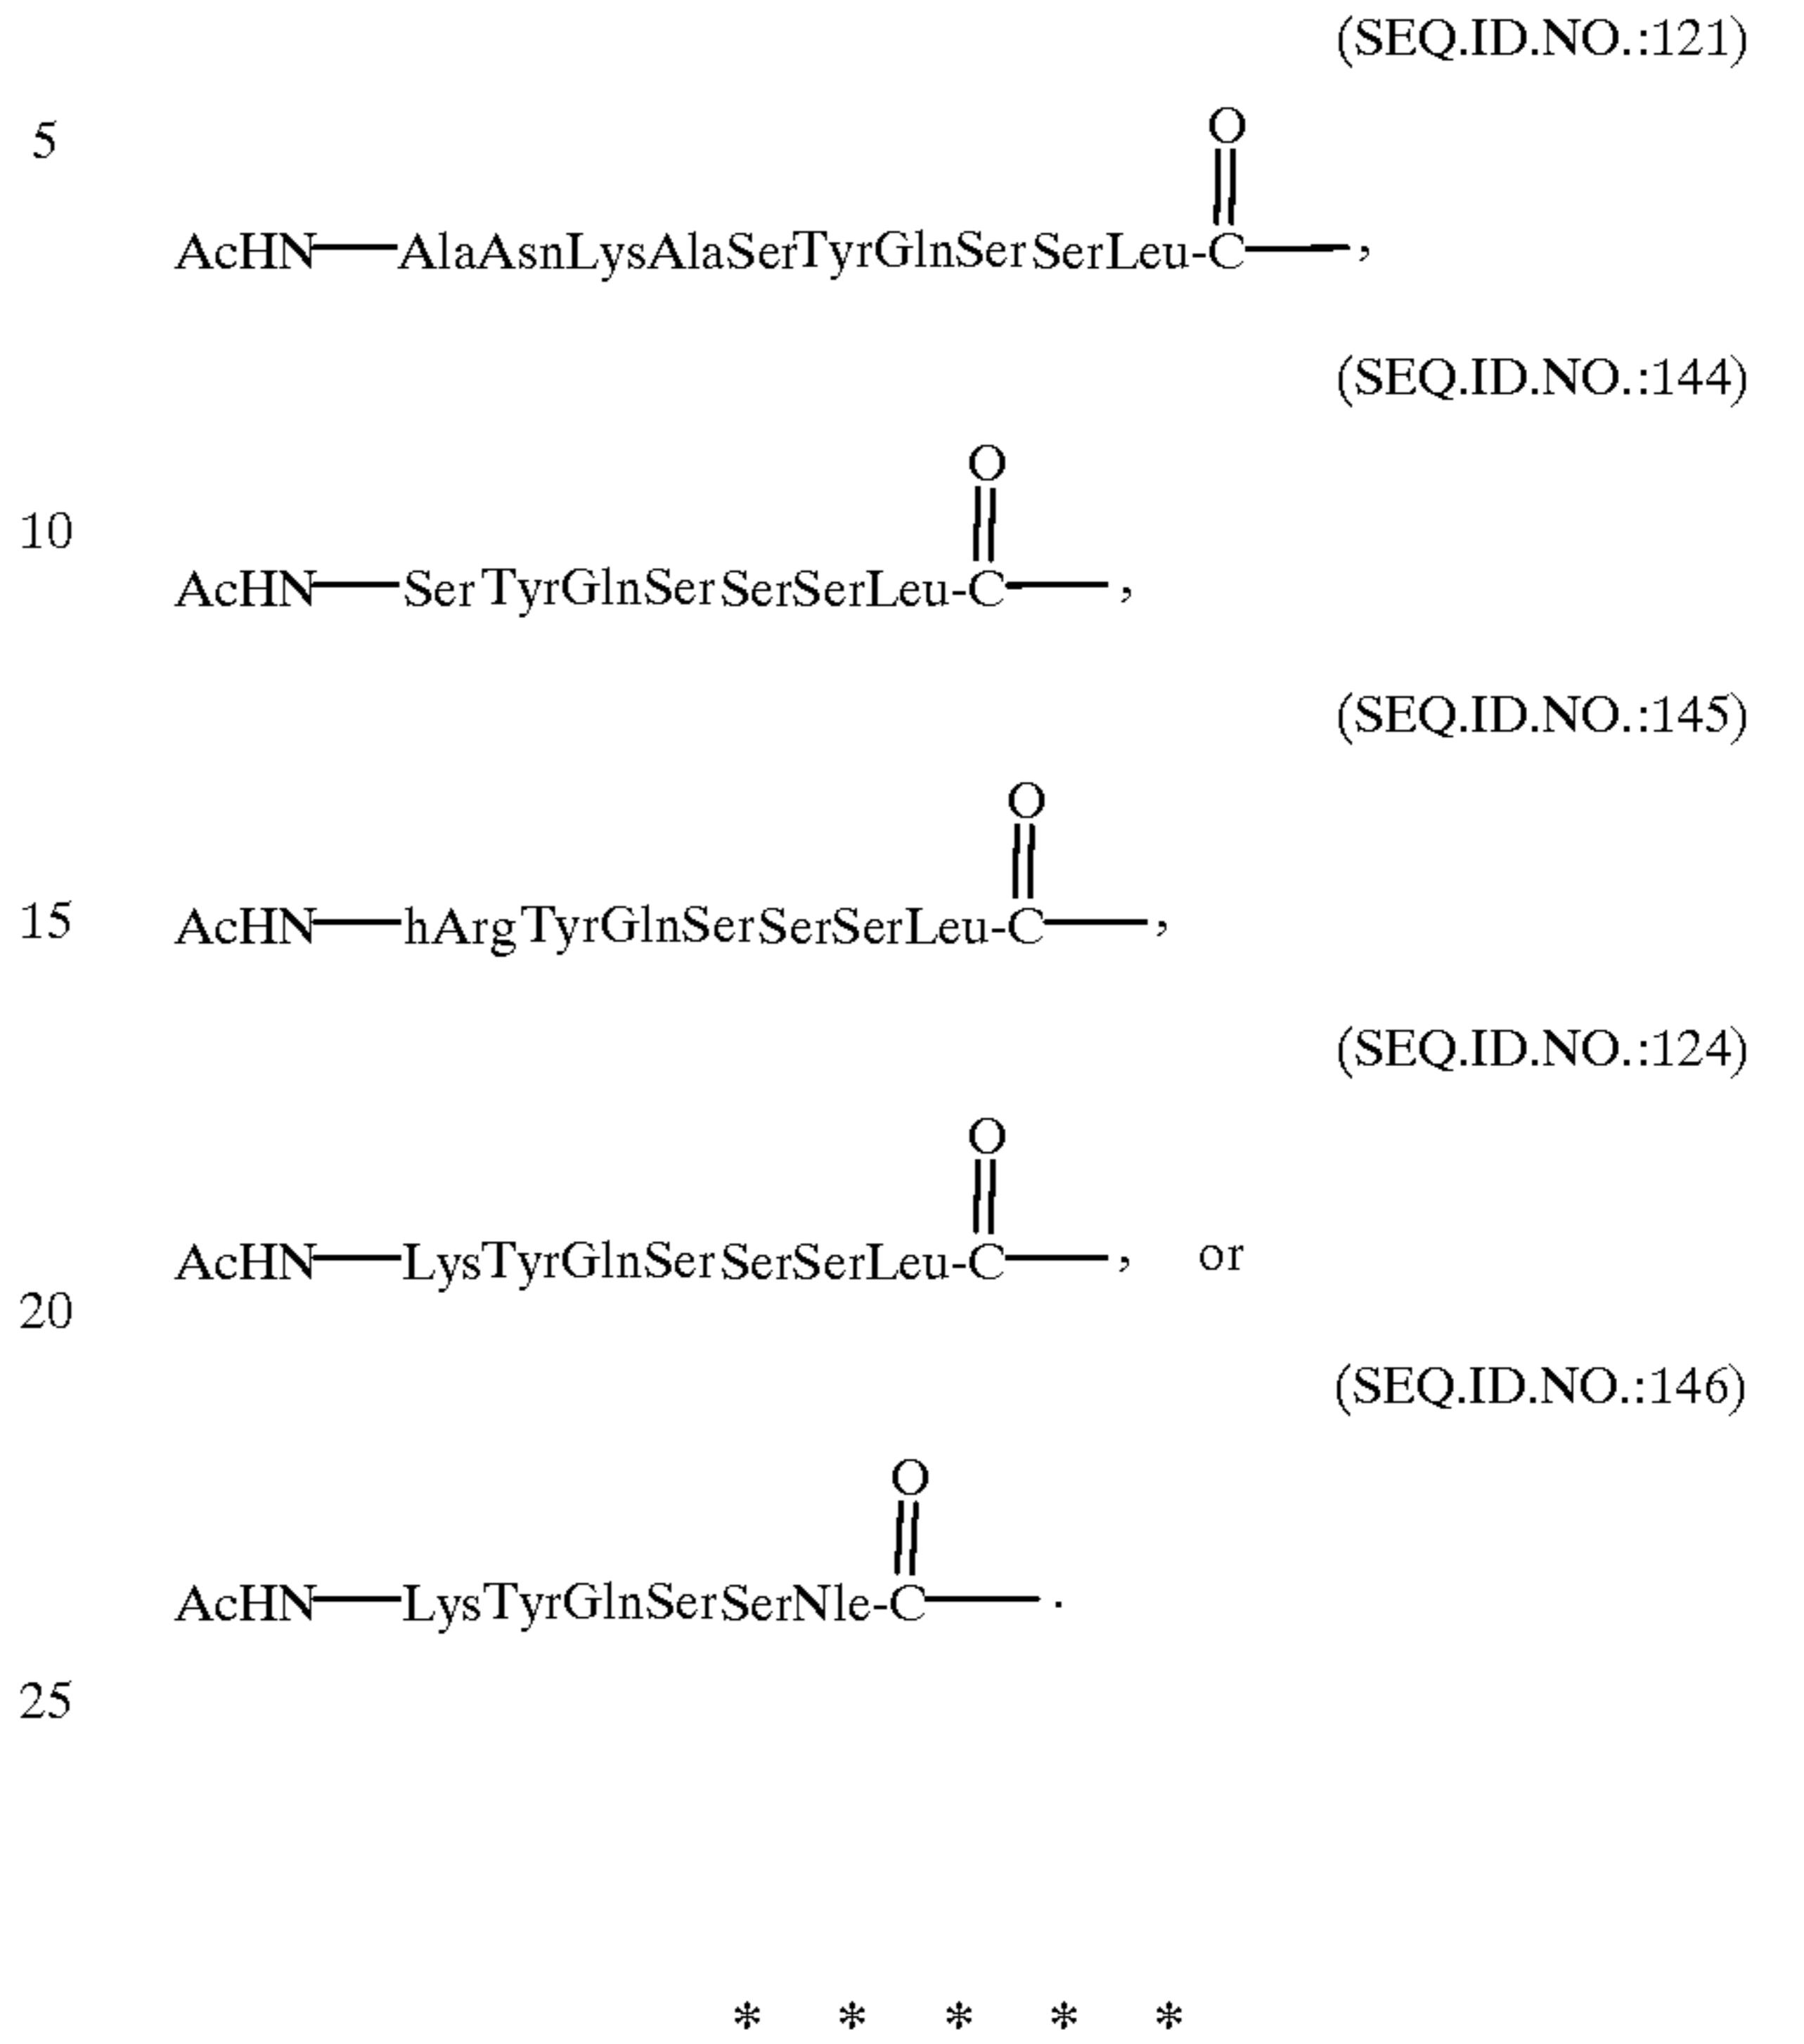 (SEQ.ID.NO.:121)
5
O
AcHN—AlaAsnLysAlaSerTyrGlnSerSerLeu-C—,
(SEQ.ID.NO.:144)
O
10
AcHN—SerTyrGlnSerSerSerLeu-C—,
(SEQ.ID.NO.:145)
O
15 AcHN—hArgTyrGlnSerSerSerLeu-C—,
(SEQ.ID.NO.:124)
O
AcHN—LysTyrGlnSerSerSerLeu-C—, or
20
(SEQ.ID.NO.:146)
O
AcHN—LysTyrGlnSerSerNle-C—.
25
* * * * *